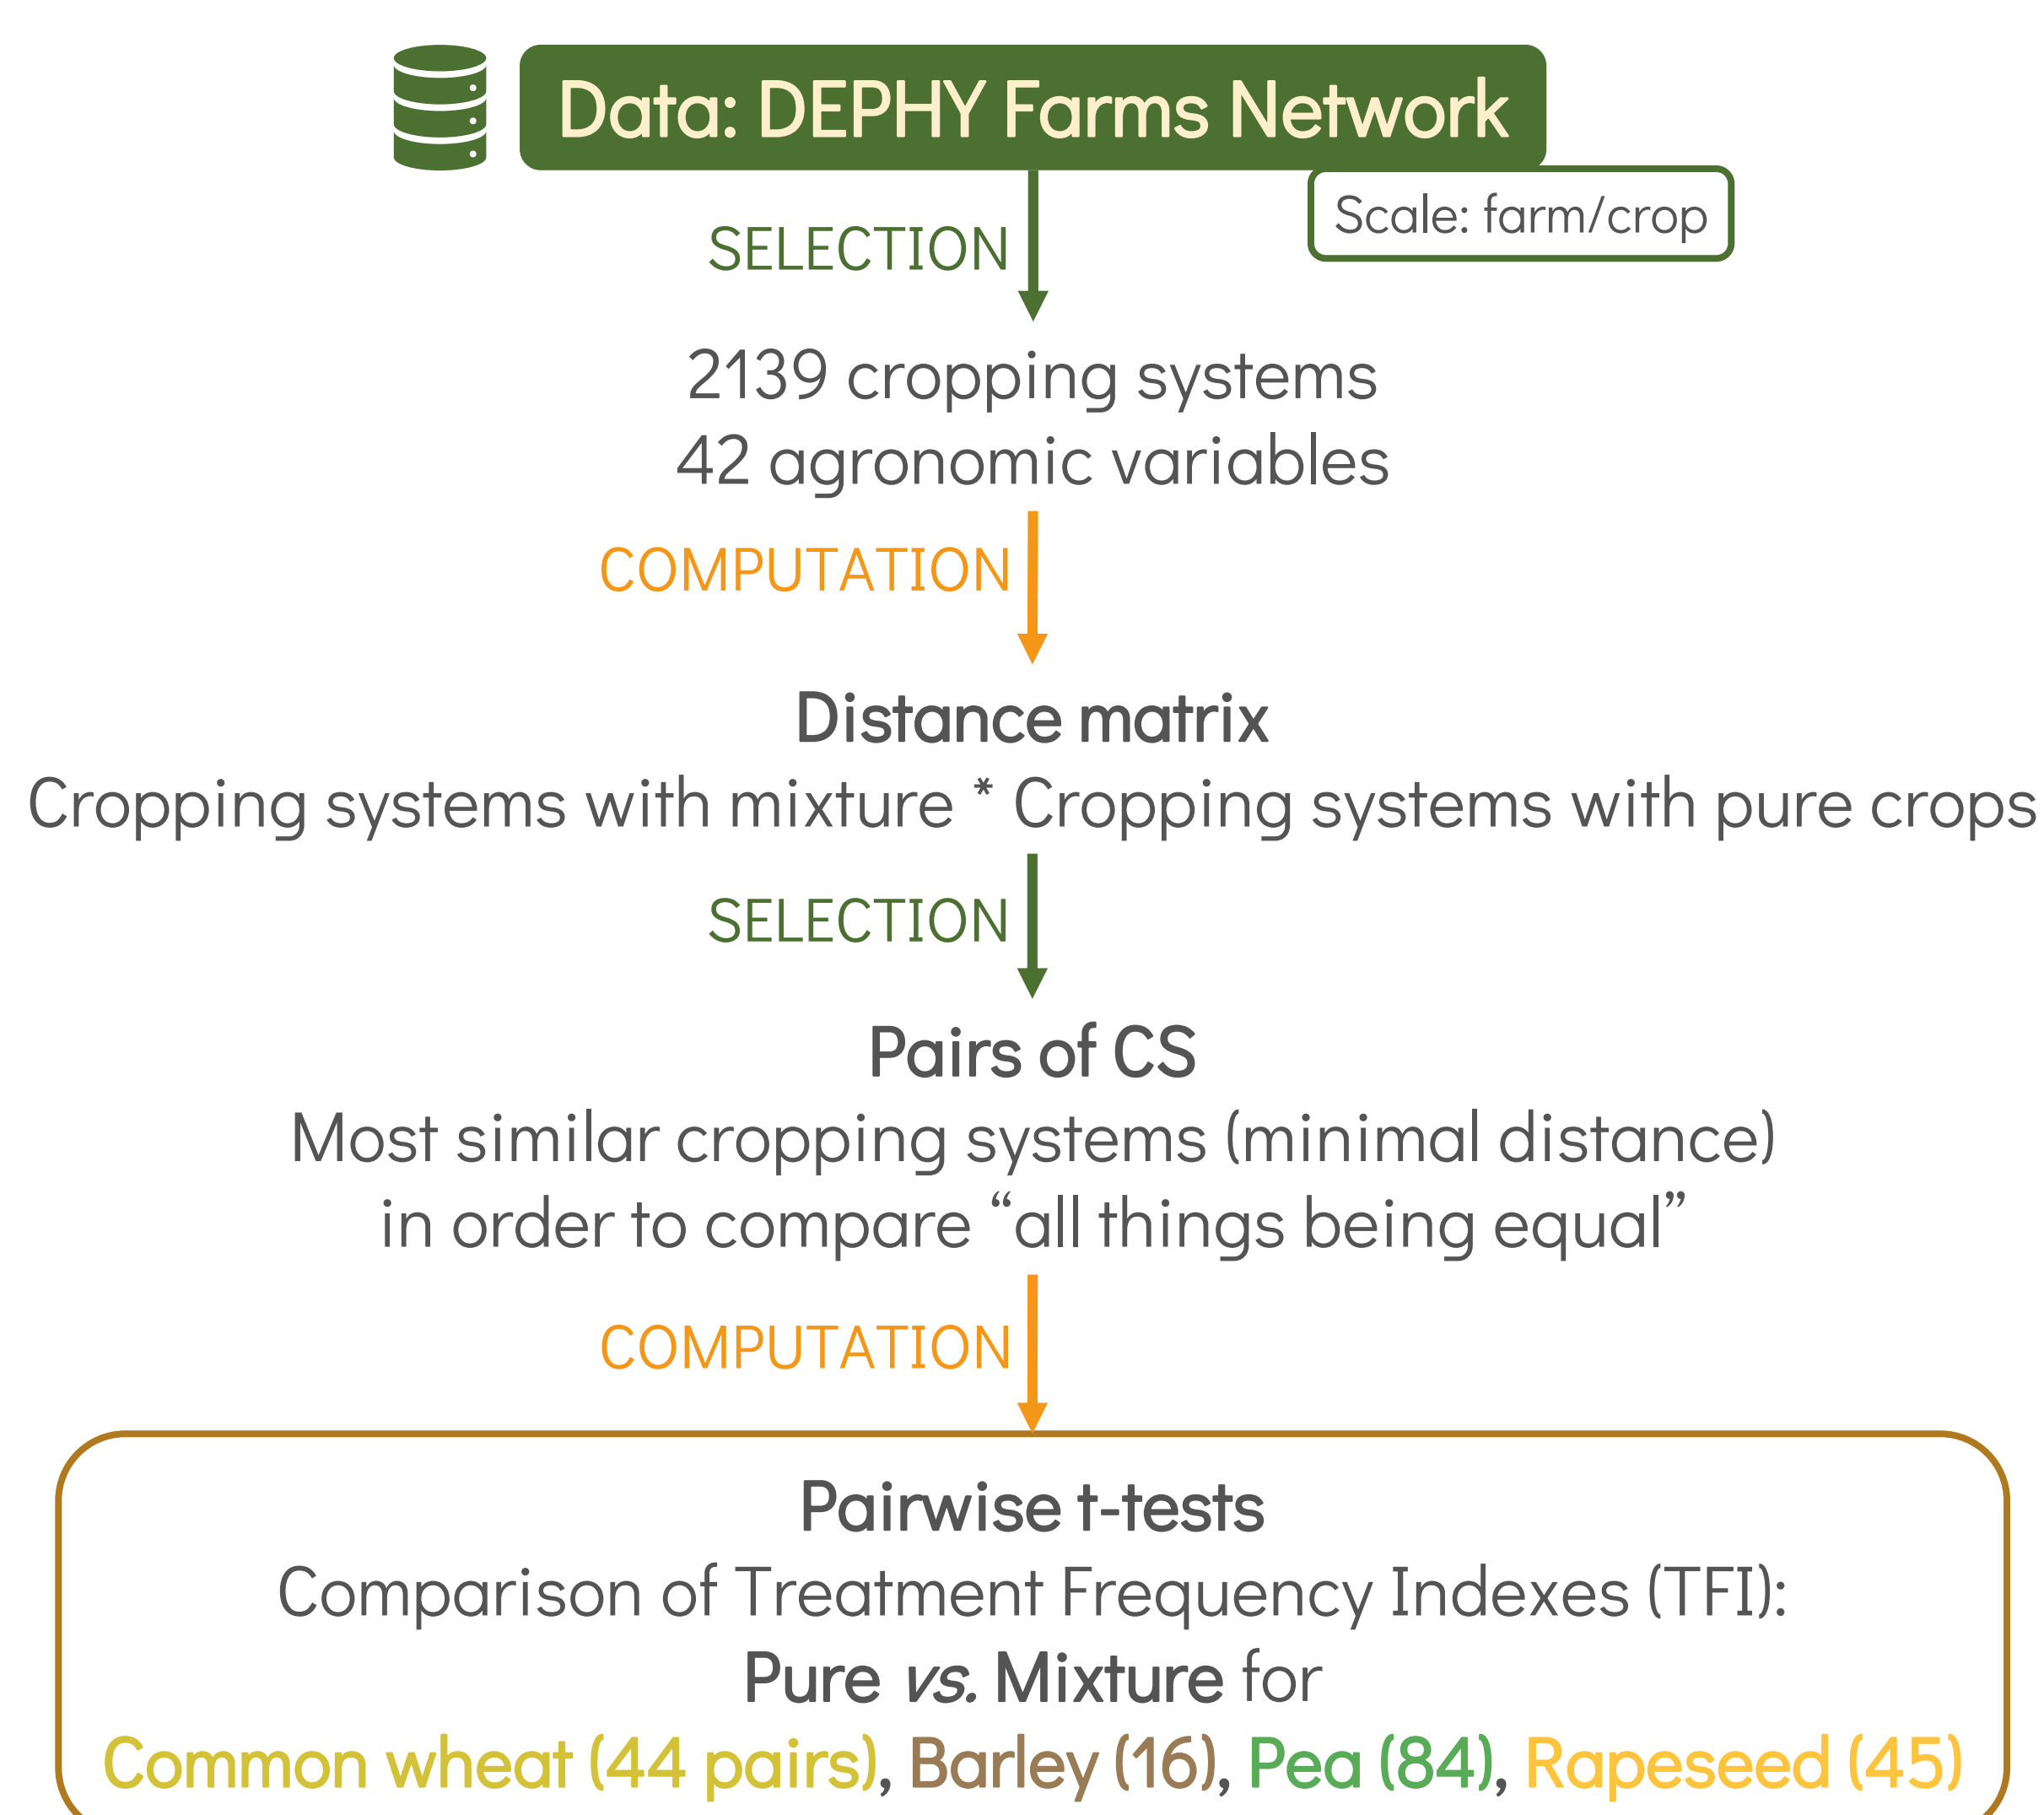 Data: DEPHY Farms Network
Scale: farm/crop
SELECTION
2139 cropping systems
42 agronomic variables
COMPUTATION
Distance matrix
Cropping systems with mixture * Cropping systems with pure crops
SELECTION
Pairs of CS
Most similar cropping systems (minimal distance)
in order to compare “all things being equal”
COMPUTATION
Pairwise t-tests
Comparison of Treatment Frequency Indexes (TFI):
Pure vs. Mixture for
Common wheat (44 pairs), Barley (16), Pea (84), Rapeseed (45)